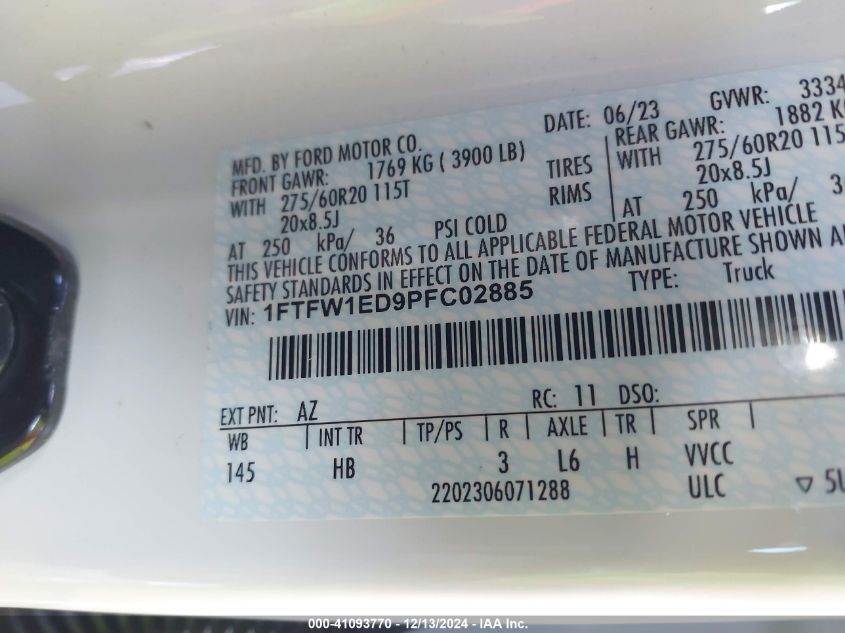 MFD. BY FORD MOTOR CO. DATE: 06/23 GVWR: 3334
FRONT GAWR: 1769 KG ( 3900 LB) REAR GAWR: 1882 KG
WITH 275/60R20 115T TIRES WITH 275/60R20 115T
20x8.5J RIMS 20x8.5J
AT 250 kPa/ 36 PSI COLD AT 250 kPa/ 36
THIS VEHICLE CONFORMS TO ALL APPLICABLE FEDERAL MOTOR VEHICLE
SAFETY STANDARDS IN EFFECT ON THE DATE OF MANUFACTURE SHOWN
VIN: 1FTFW1ED9PFC02885 TYPE: Truck
EXT PNT: AZ RC: 11 DSO:
WB INT TR TP/PS R AXLE TR SPR
145 HB 3 L6 H VVCC
2202306071288 ULC
000-41093770 - 12/13/2024 - IAA Inc.